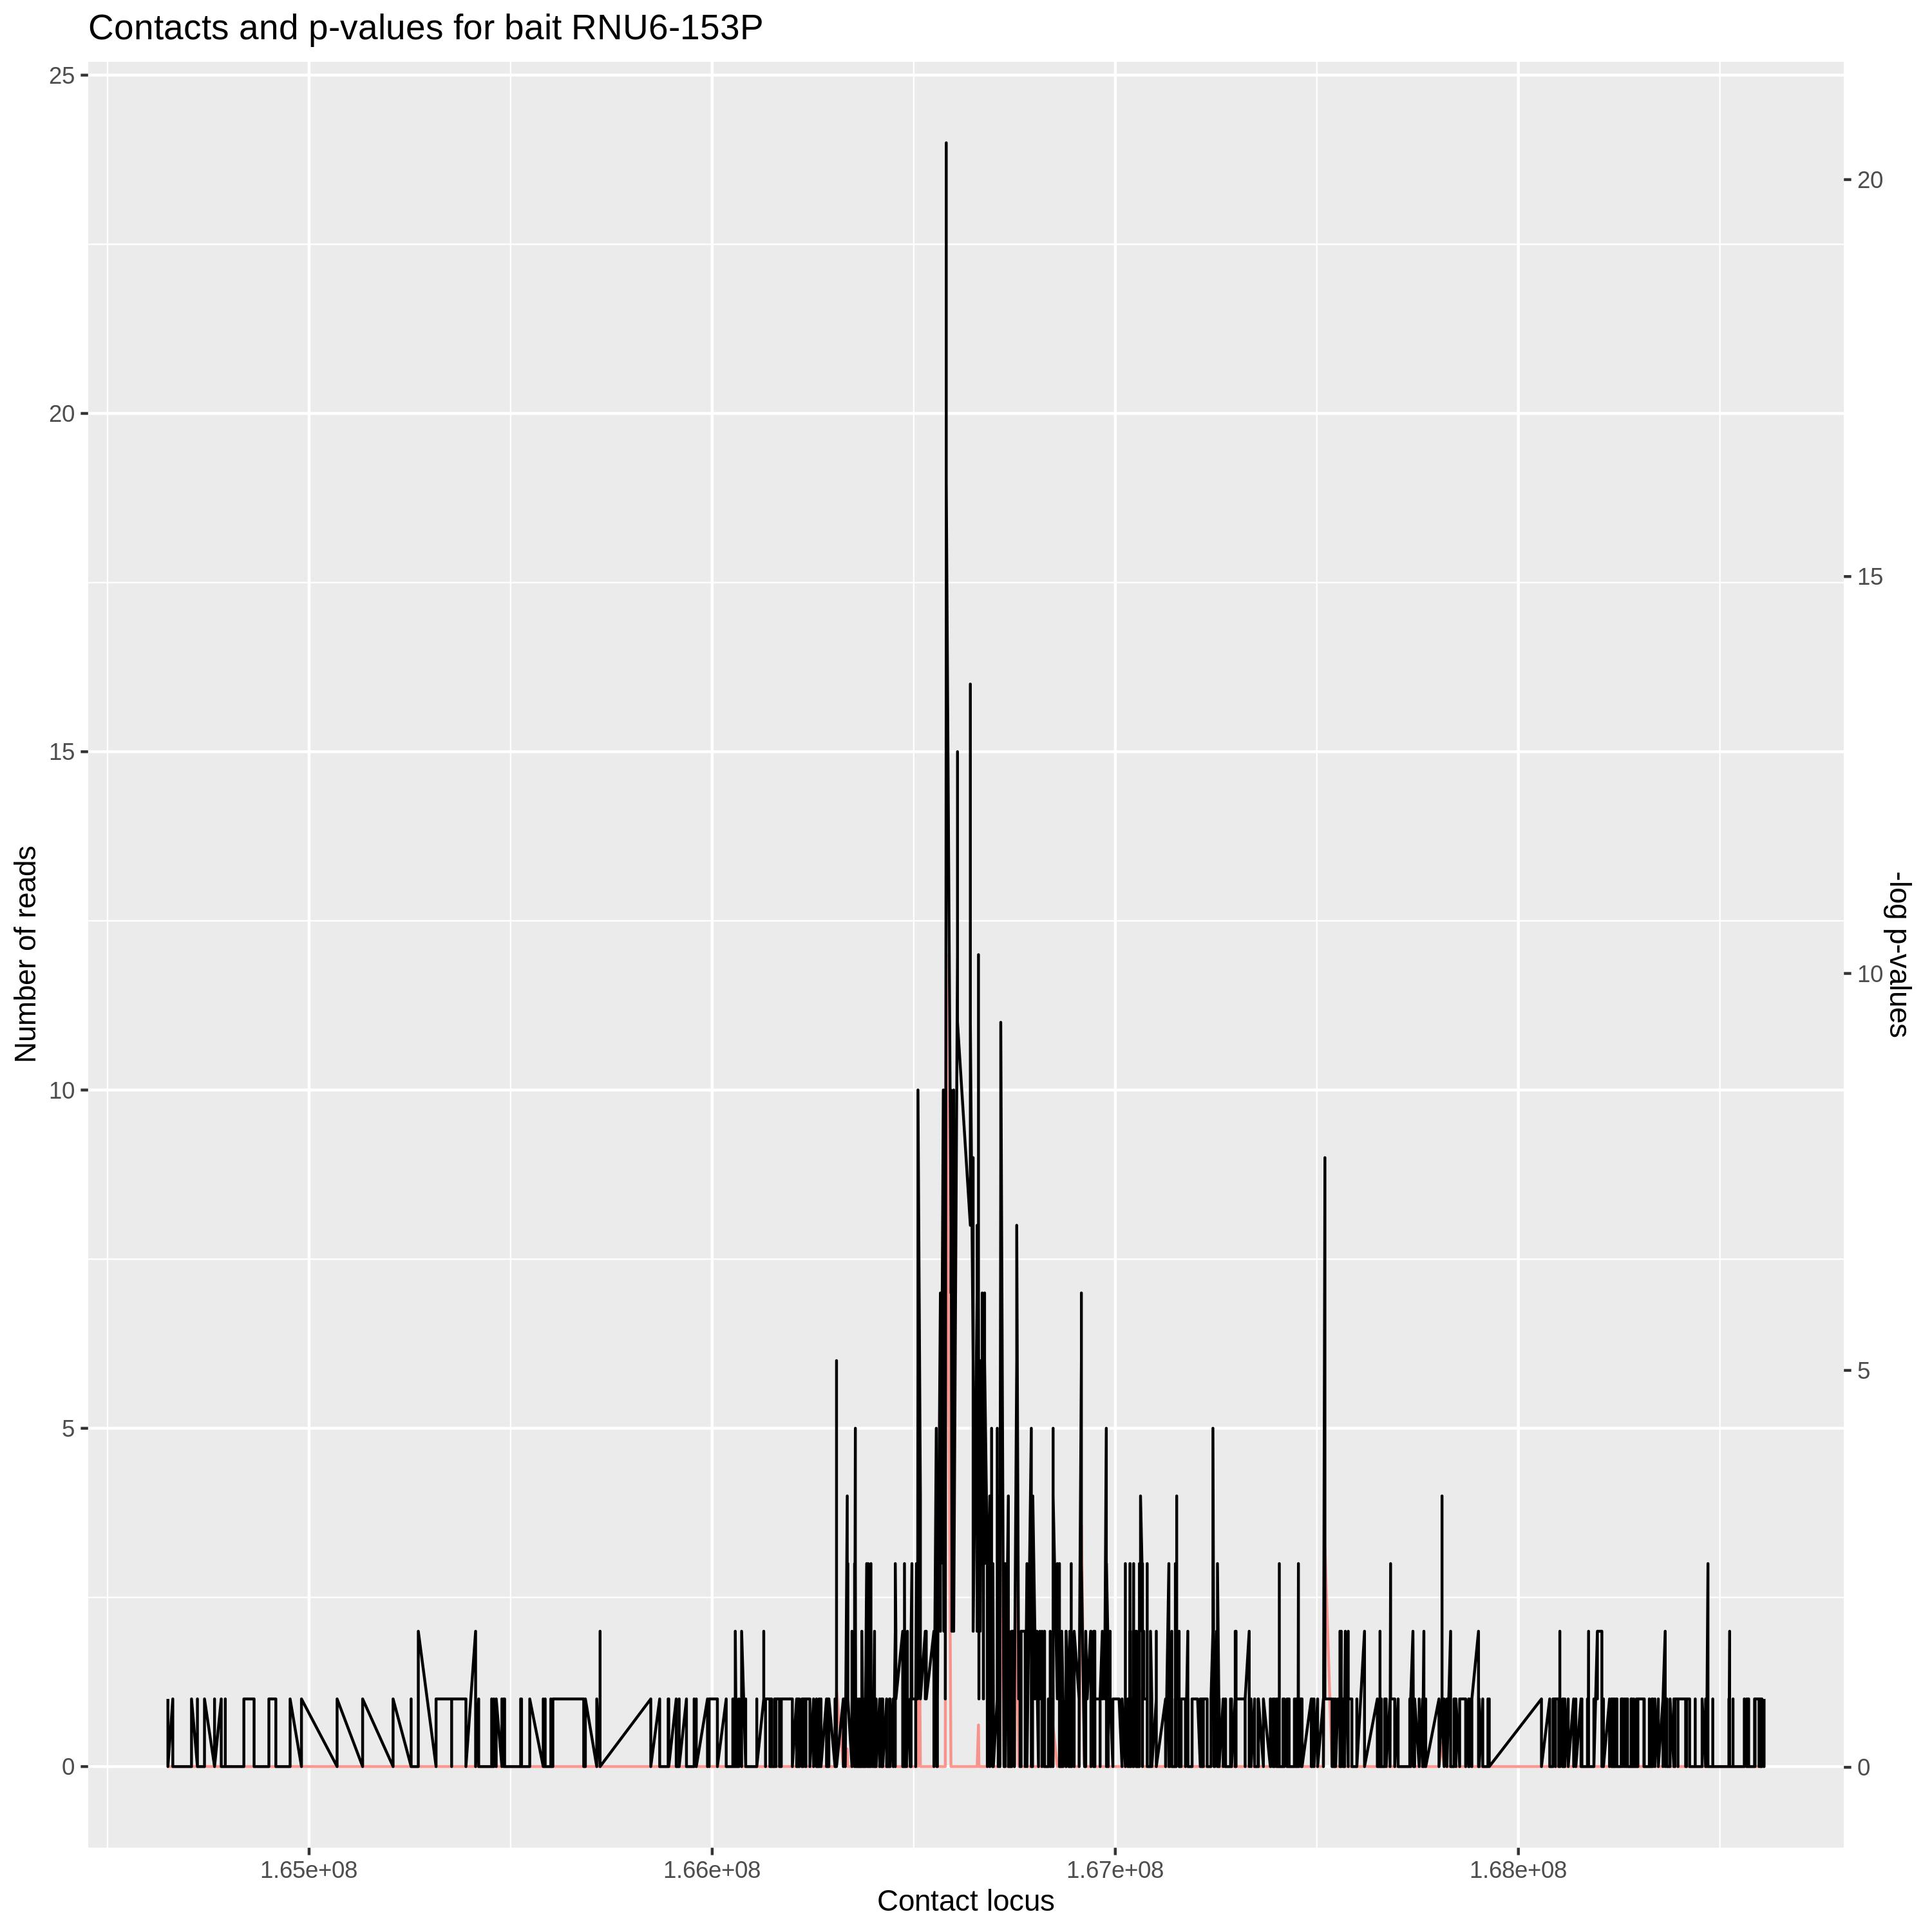 Contacts and p-values for bait RNU6-153P
25
20
15
10
5
0
Number of reads
20
15
10
5
0
-log p-values
1.65e+08
1.66e+08
1.67e+08
1.68e+08
Contact locus